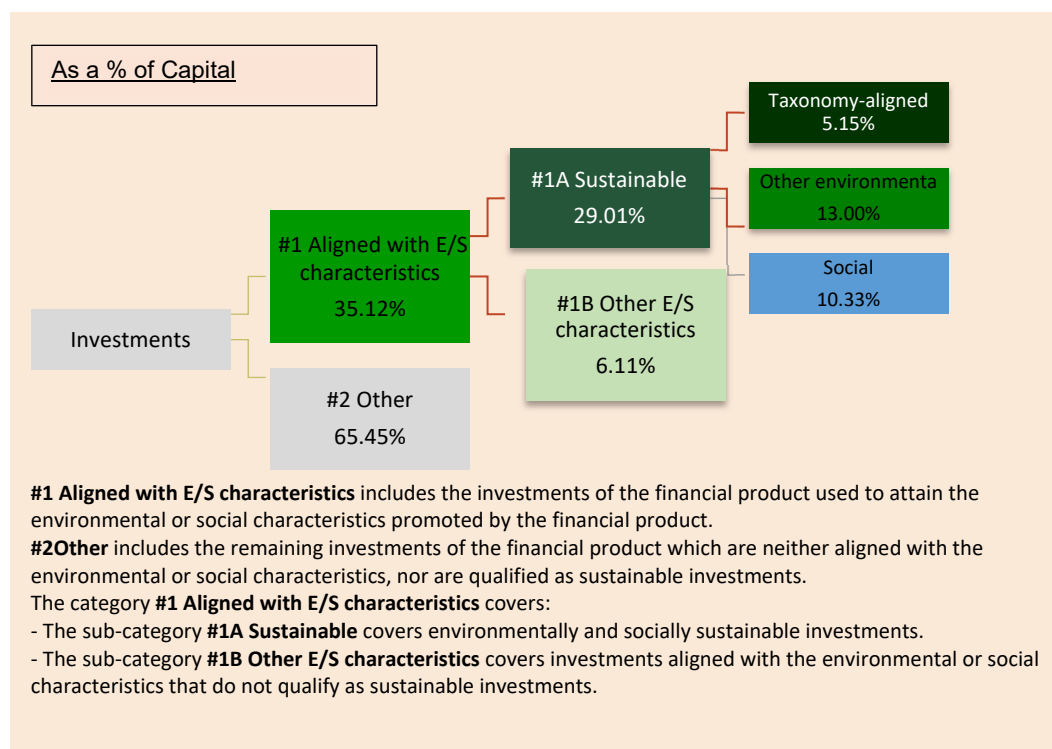 As a % of Capital
Taxonomy-aligned
5.15%
#1A Sustainable
29.01%
Other environmenta
13.00%
#1 Aligned with E/S
characteristics
35.12%
Social
10.33%
#1B Other E/S
characteristics
6.11%
Investments
#2 Other
65.45%
#1 Aligned with E/S characteristics includes the investments of the financial product used to attain the
environmental or social characteristics promoted by the financial product.
#2Other includes the remaining investments of the financial product which are neither aligned with the
environmental or social characteristics, nor are qualified as sustainable investments.
The category #1 Aligned with E/S characteristics covers:
- The sub-category #1A Sustainable covers environmentally and socially sustainable investments.
- The sub-category #1B Other E/S characteristics covers investments aligned with the environmental or social
characteristics that do not qualify as sustainable investments.